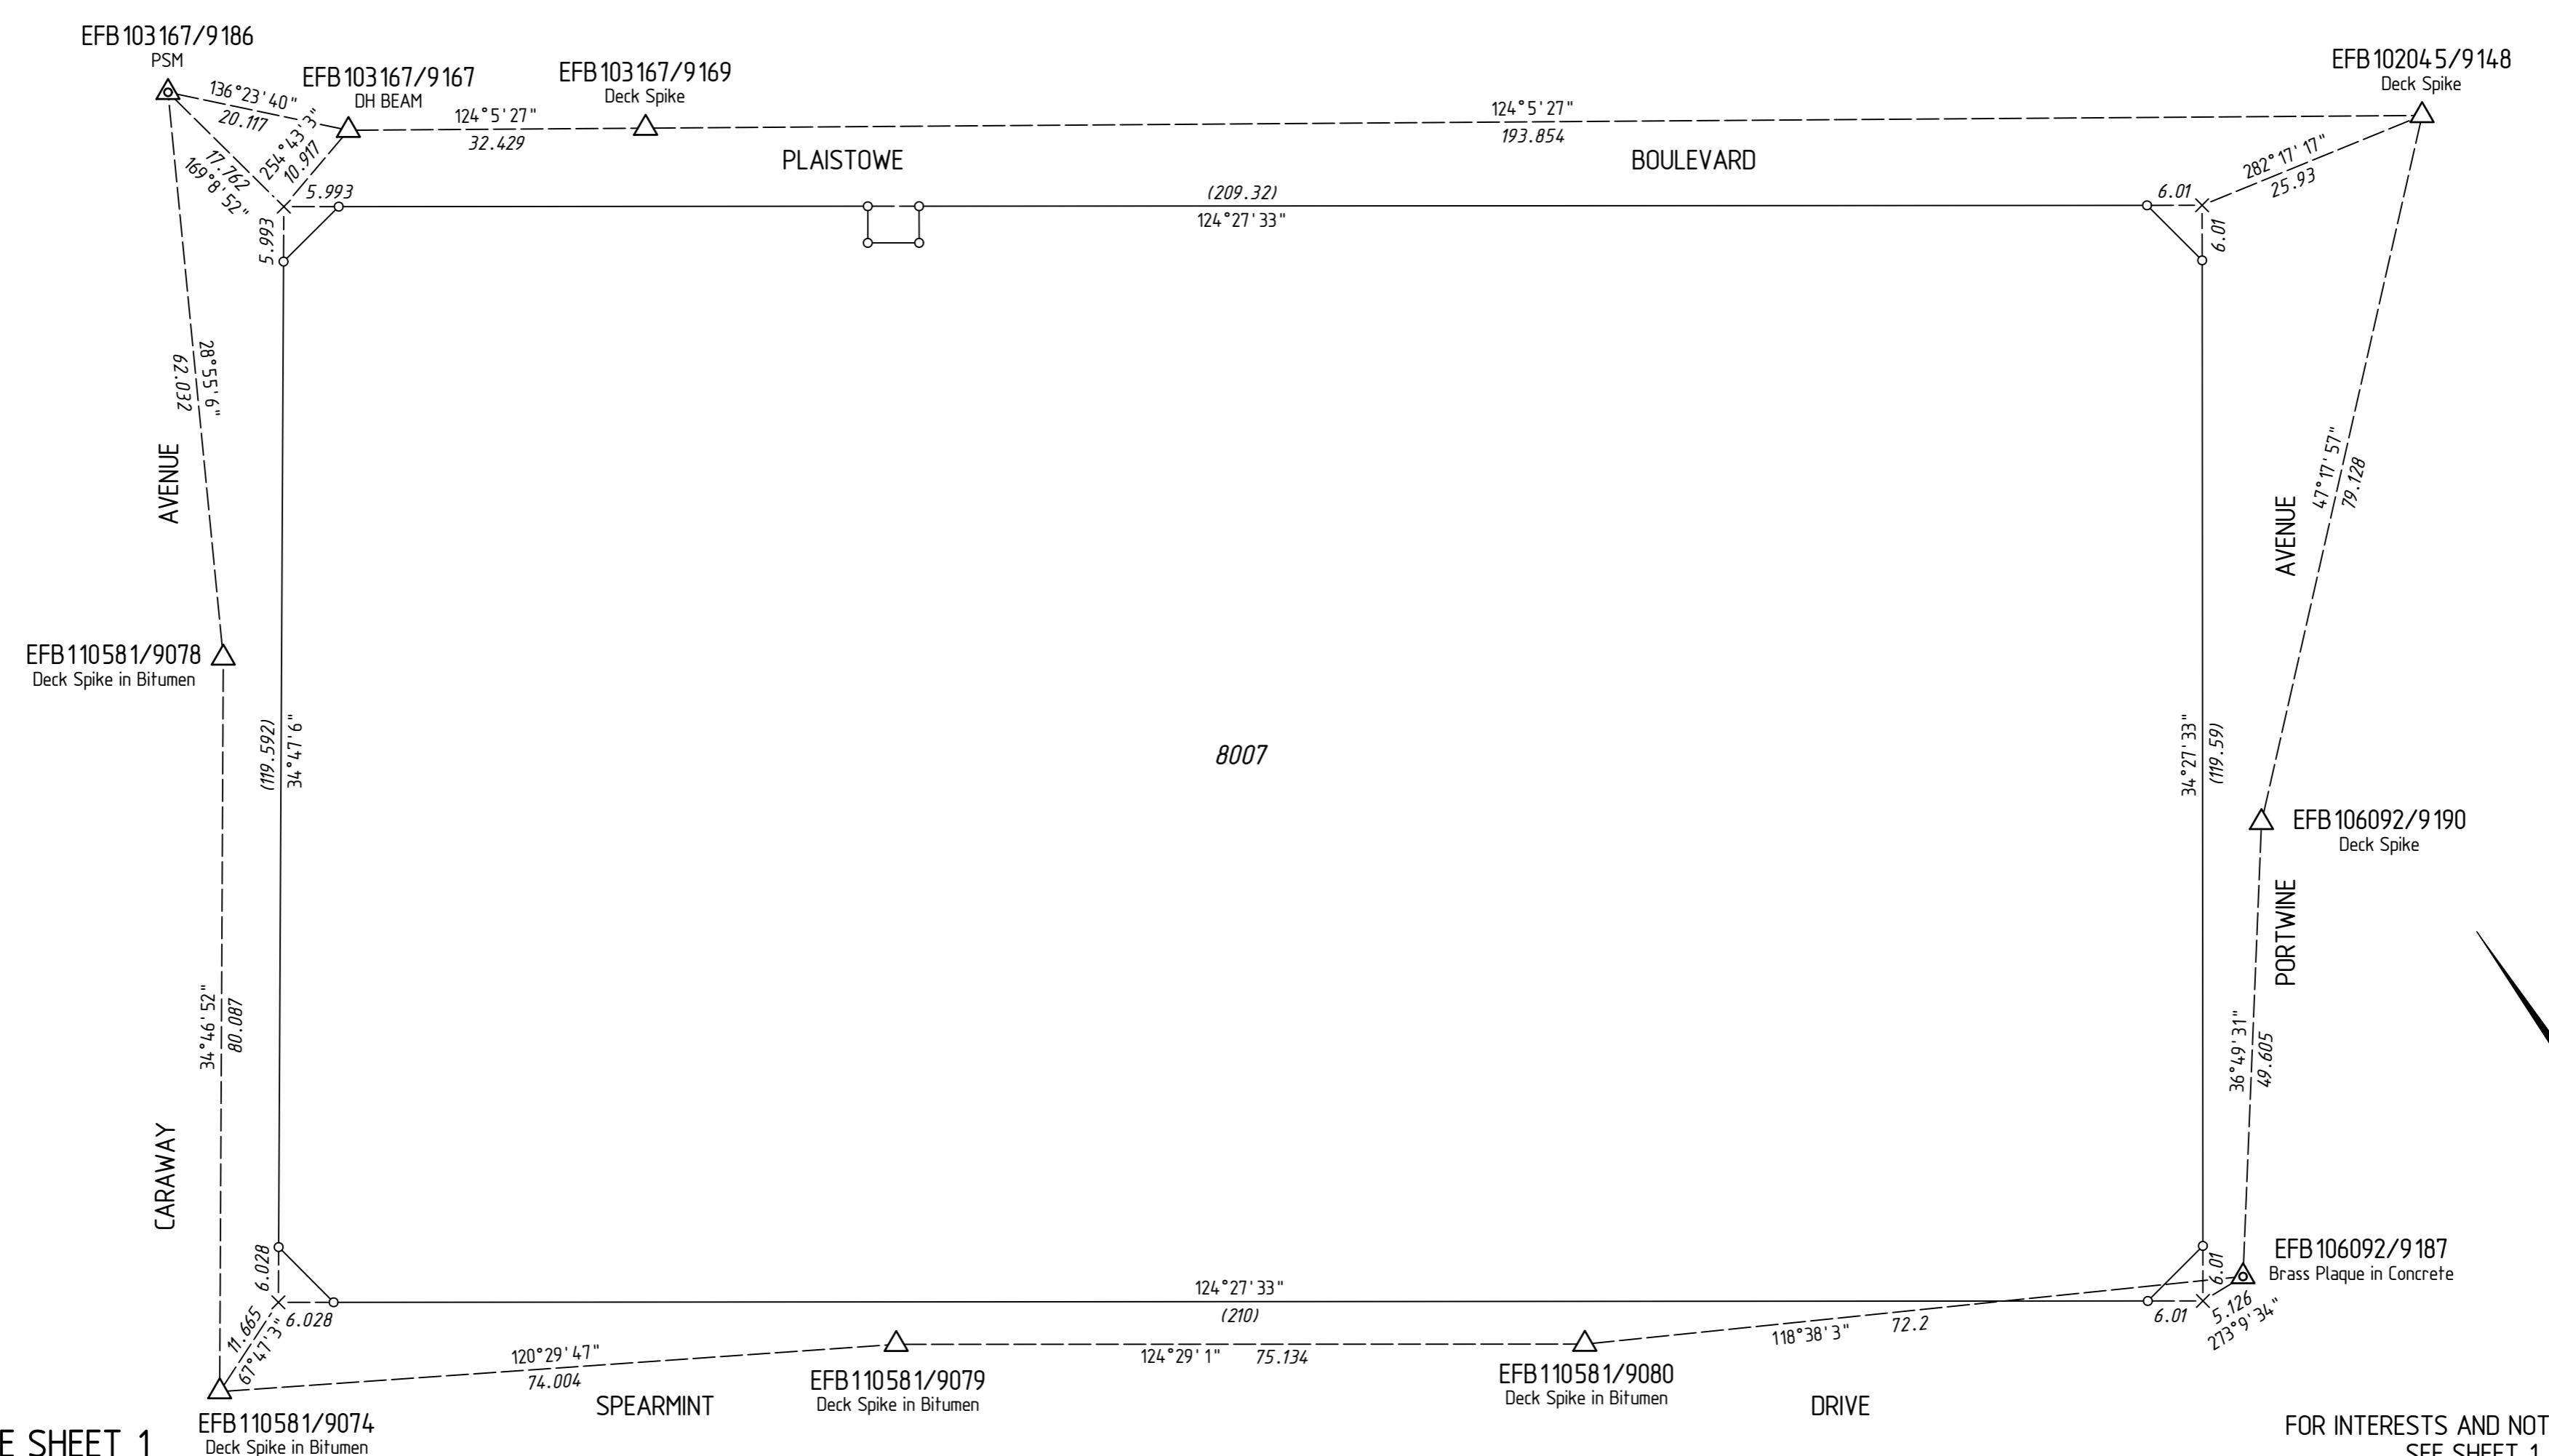 EFB103167/9186
PSM
EFB103167/9167
DH BEAM
EFB103167/9169
Deck Spike
EFB102045/9148
Deck Spike
136°23'40"
20.117
124°5'27"
32.429
124°5'27"
193.854
PLAISTOWE
BOULEVARD
254°43'3"
10.917
17.762
169°8'52"
5.993
5.993
(209.32)
124°27'33"
6.01
6.01
282°17'17"
25.93
28°55'6"
62.032
AVENUE
47°17'57"
79.128
AVENUE
EFB110581/9078
Deck Spike in Bitumen
(119.592)
34°47'6"
8007
34°27'33"
(119.59)
EFB106092/9190
Deck Spike
PORTWINE
34°46'52"
80.087
36°49'31"
49.605
CARAWAY
6.028
6.028
11.665
67°47'3"
124°27'33"
(210)
6.01
6.01
5.126
273°9'34"
EFB106092/9187
Brass Plaque in Concrete
120°29'47"
74.004
124°29'1"
75.134
118°38'3"
72.2
EFB110581/9079
Deck Spike in Bitumen
EFB110581/9080
Deck Spike in Bitumen
SPEARMINT
DRIVE
EFB110581/9074
Deck Spike in Bitumen
E SHEET 1
FOR INTERESTS AND NOT
SEE SHEET 1